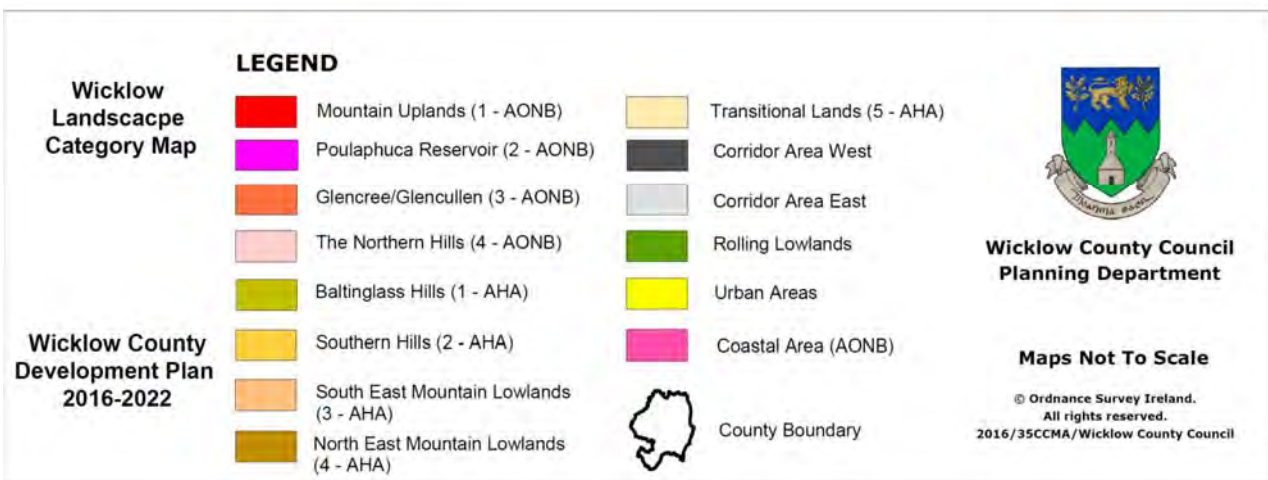 Wicklow
Landscacpe
Category Map
Wicklow County
Development Plan
2016-2022
LEGEND
Mountain Uplands (1 - AONB)
Poulaphuca Reservoir (2 - AONB)
Glencree/Glencullen (3 - AONB)
The Northern Hills (4 - AONB)
Baltinglass Hills (1 - AHA)
Southern Hills (2 - AHA)
South East Mountain Lowlands
(3 - AHA)
North East Mountain Lowlands
(4 - AHA)
Transitional Lands (5 - AHA)
Corridor Area West
Corridor Area East
Rolling Lowlands
Urban Areas
Coastal Area (AONB)
County Boundary
Wicklow County Council
Planning Department
Maps Not To Scale
© Ordnance Survey Ireland.
All rights reserved.
2016/35CCMA/Wicklow County Council